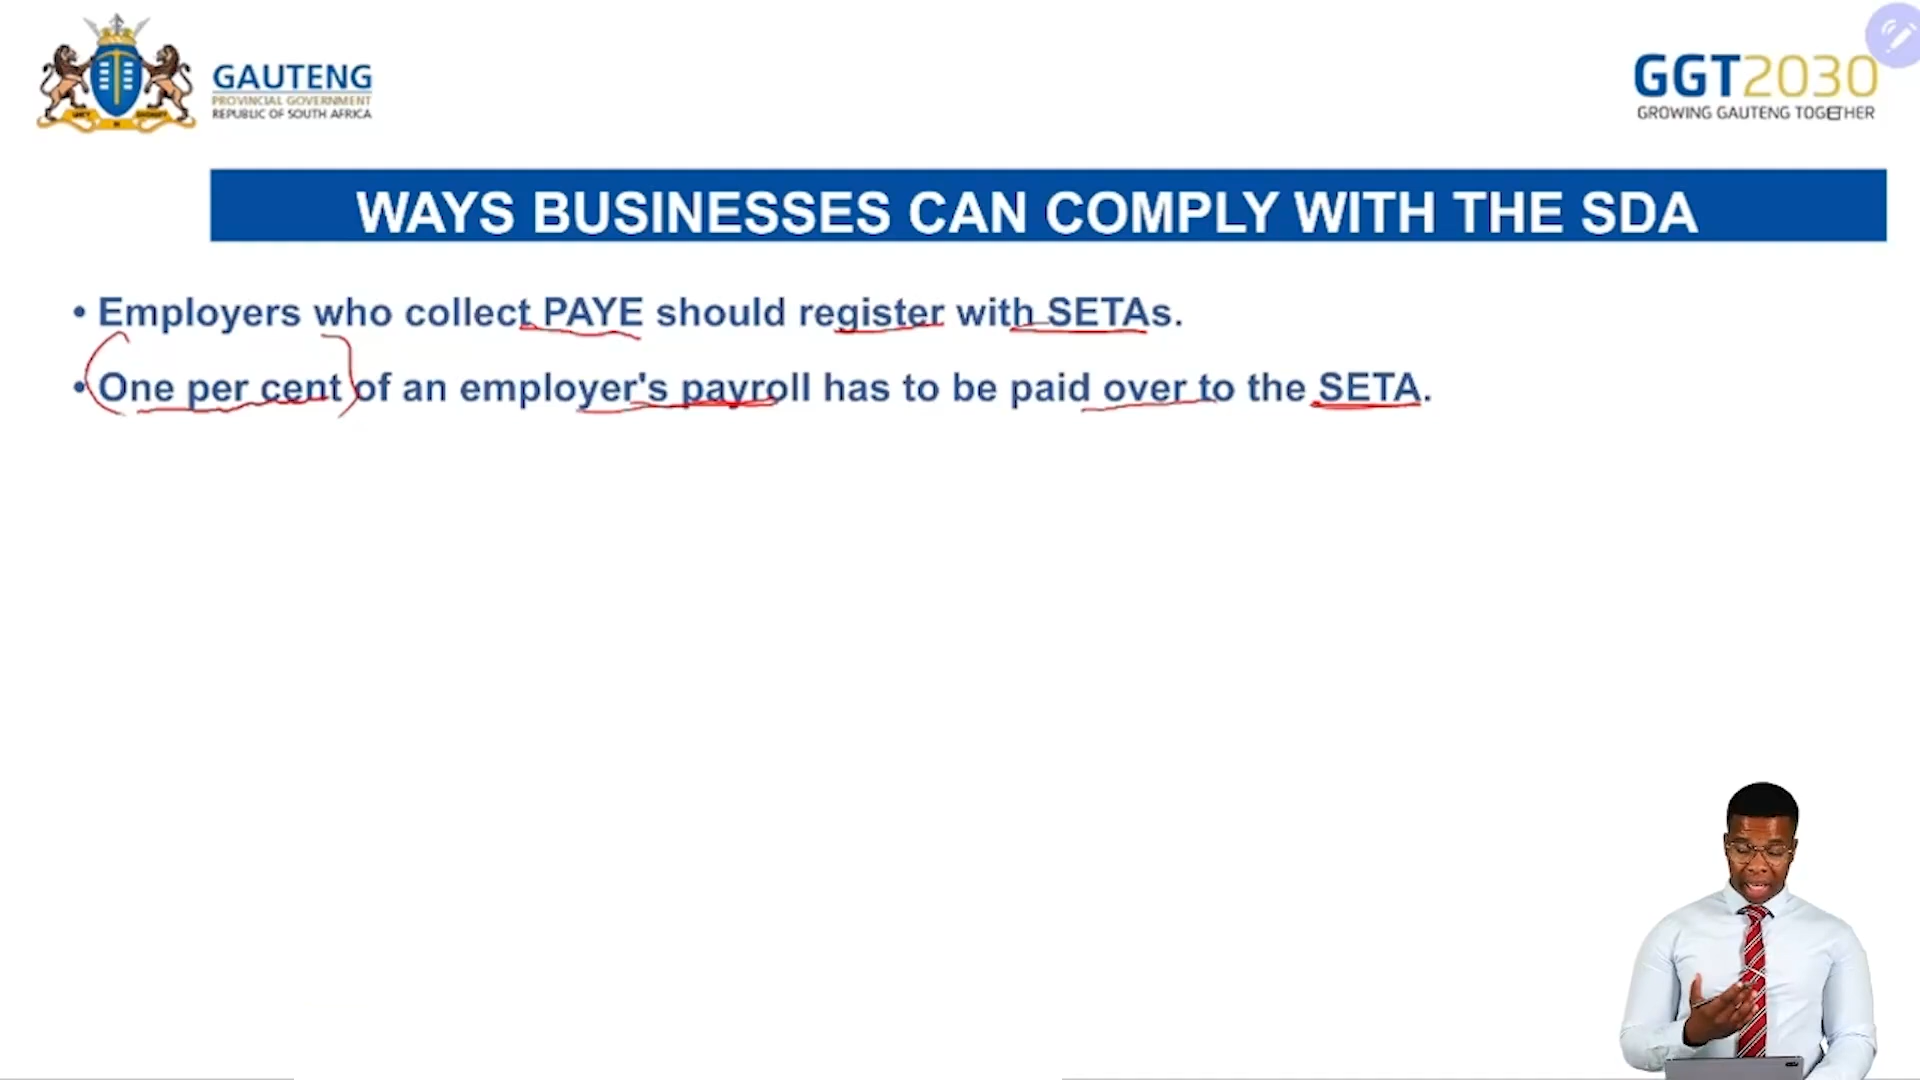 GAUTENG
PROVINCIAL GOVERNMENT
REPUBLIC OF SOUTH AFRICA
GGT2030
GROWING GAUTENG TOGETHER
WAYS BUSINESSES CAN COMPLY WITH THE SDA
• Employers who collect PAYE should register with SETAs.
• One per cent of an employer's payroll has to be paid over to the SETA.